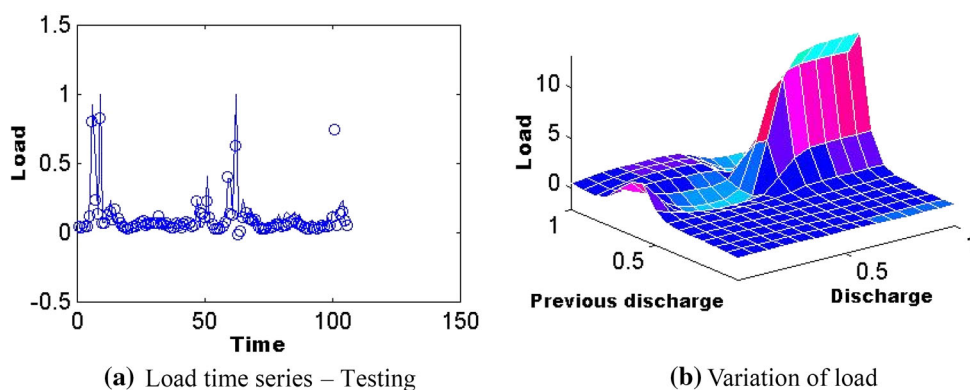 1.5
1
0.5
0
-0.5
Load
0
50
100
150
Time
(a) Load time series – Testing
10
5
0
Load
1
0.5
Previous discharge
0.5
Discharge
(b) Variation of load